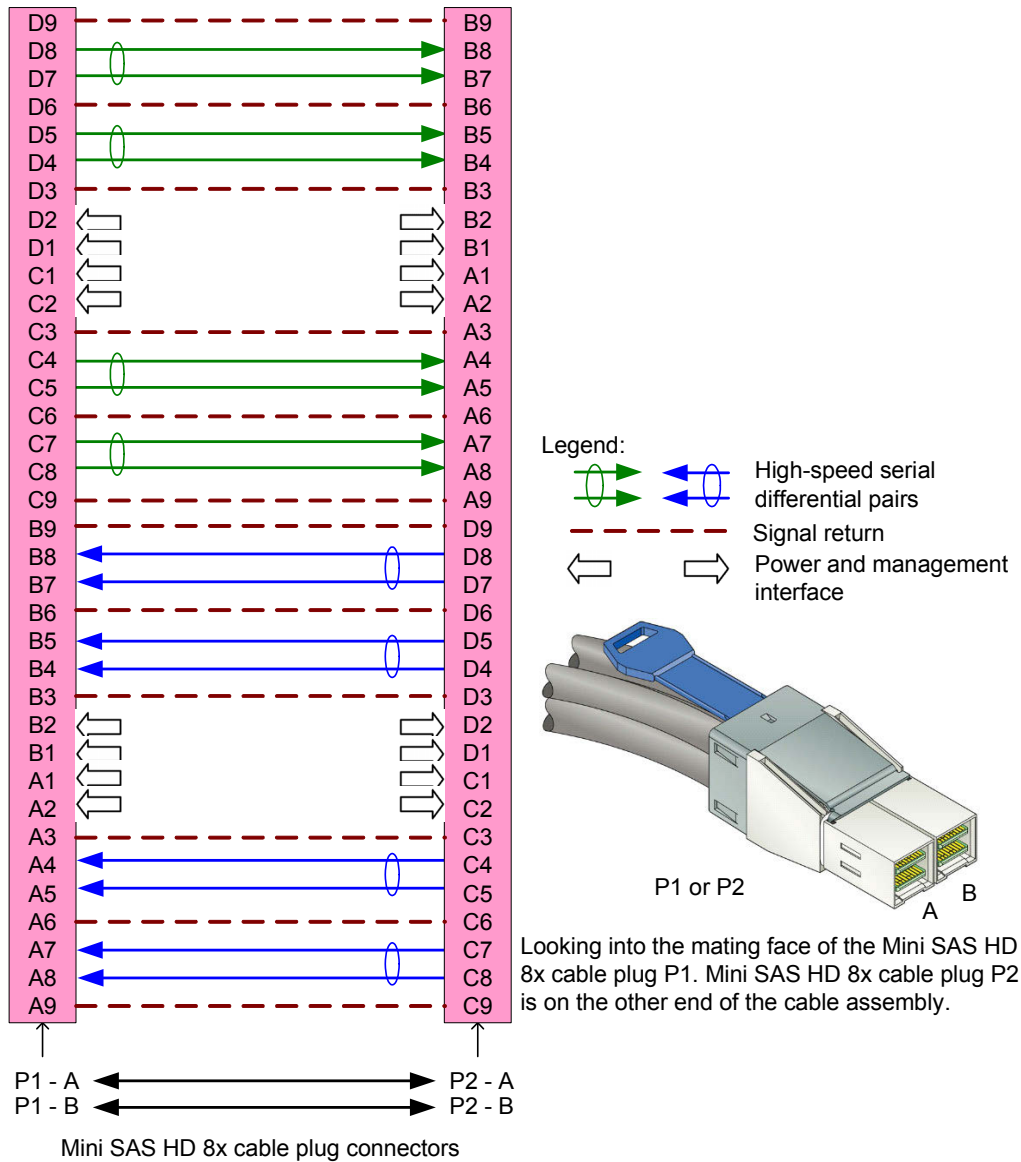 D9 B9
D8 B8
D7 B7
D6 B6
D5 B5
D4 B4
D3 B3
D2 B2
D1 B1
C1 A1
C2 A2
C3 A3
C4 A4
C5 A5
C6 A6
C7 A7
C8 A8
C9 A9
B9 D9
B8 D8
B7 D7
B6 D6
B5 D5
B4 D4
B3 D3
B2 D2
B1 D1
A1 C1
A2 C2
A3 C3
A4 C4
A5 C5
A6 C6
A7 C7
A8 C8
A9 C9
P1 - A P2 - A
P1 - B P2 - B
Mini SAS HD 8x cable plug connectors
Legend:
High-speed serial
differential pairs
Signal return
Power and management
interface
P1 or P2
A
B
Looking into the mating face of the Mini SAS HD
8x cable plug P1. Mini SAS HD 8x cable plug P2
is on the other end of the cable assembly.